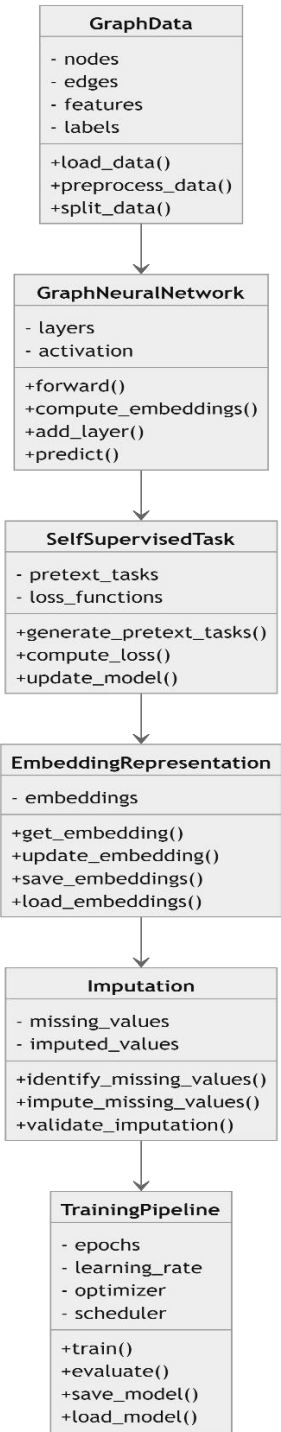 GraphData
- nodes
- edges
- features
- labels
+load_data()
+preprocess_data()
+split_data()
GraphNeuralNetwork
- layers
- activation
+forward()
+compute_embeddings()
+add_layer()
+predict()
SelfSupervisedTask
- pretext_tasks
- loss_functions
+generate_pretext_tasks()
+compute_loss()
+update_model()
EmbeddingRepresentation
- embeddings
+get_embedding()
+update_embedding()
+save_embeddings()
+load_embeddings()
Imputation
- missing_values
- imputed_values
+identify_missing_values()
+impute_missing_values()
+validate_imputation()
TrainingPipeline
- epochs
- learning_rate
- optimizer
- scheduler
+train()
+evaluate()
+save_model()
+load_model()